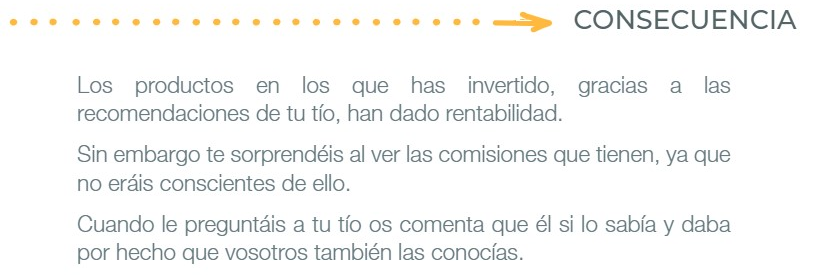 CONSECUENCIA
Los productos en los que has invertido, gracias a las
recomendaciones de tu tío, han dado rentabilidad.
Sin embargo te sorprendéis al ver las comisiones que tienen, ya que
no eráis conscientes de ello.
Cuando le preguntáis a tu tío os comenta que él si lo sabía y daba
por hecho que vosotros también las conocías.